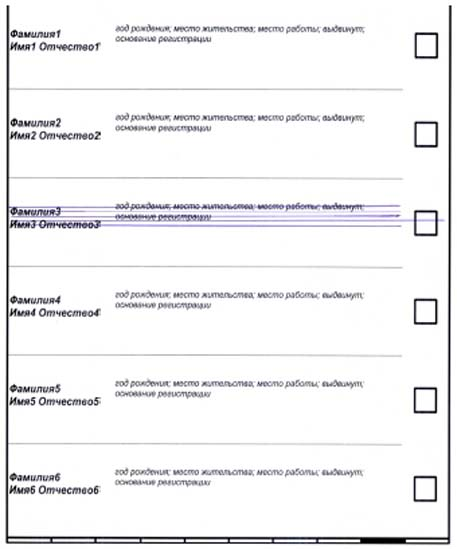 Фамилия1
Имя1 Отчество1
год рождения; место жительства; место работы; выдвинут;
основание регистрации
Фамилия2
Имя2 Отчество2
год рождения; место жительства; место работы; выдвинут;
основание регистрации
Фамилия3
Имя3 Отчество3
год рождения; место жительства; место работы; выдвинут;
основание регистрации
Фамилия4
Имя4 Отчество4
год рождения; место жительства; место работы; выдвинут;
основание регистрации
Фамилия5
Имя5 Отчество5
год рождения; место жительства; место работы; выдвинут;
основание регистрации
Фамилия6
Имя6 Отчество6
год рождения; место жительства; место работы; выдвинут;
основание регистрации